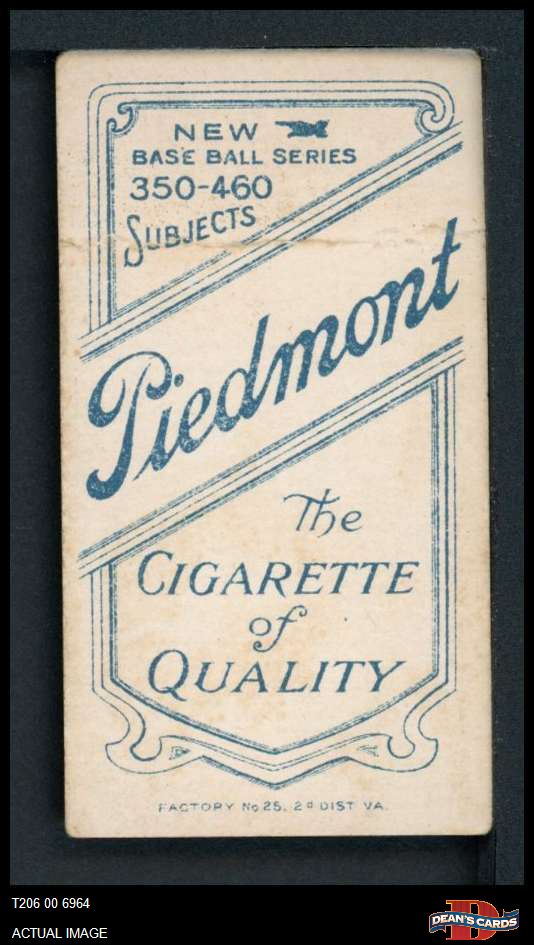 NEW
BASE BALL SERIES
350-460
SUBJECTS
Piedmont
The
CIGARETTE
of
QUALITY
FACTORY No 25. 2d DIST VA.
T206 00 6964
ACTUAL IMAGE
D
DEAN'S CARDS